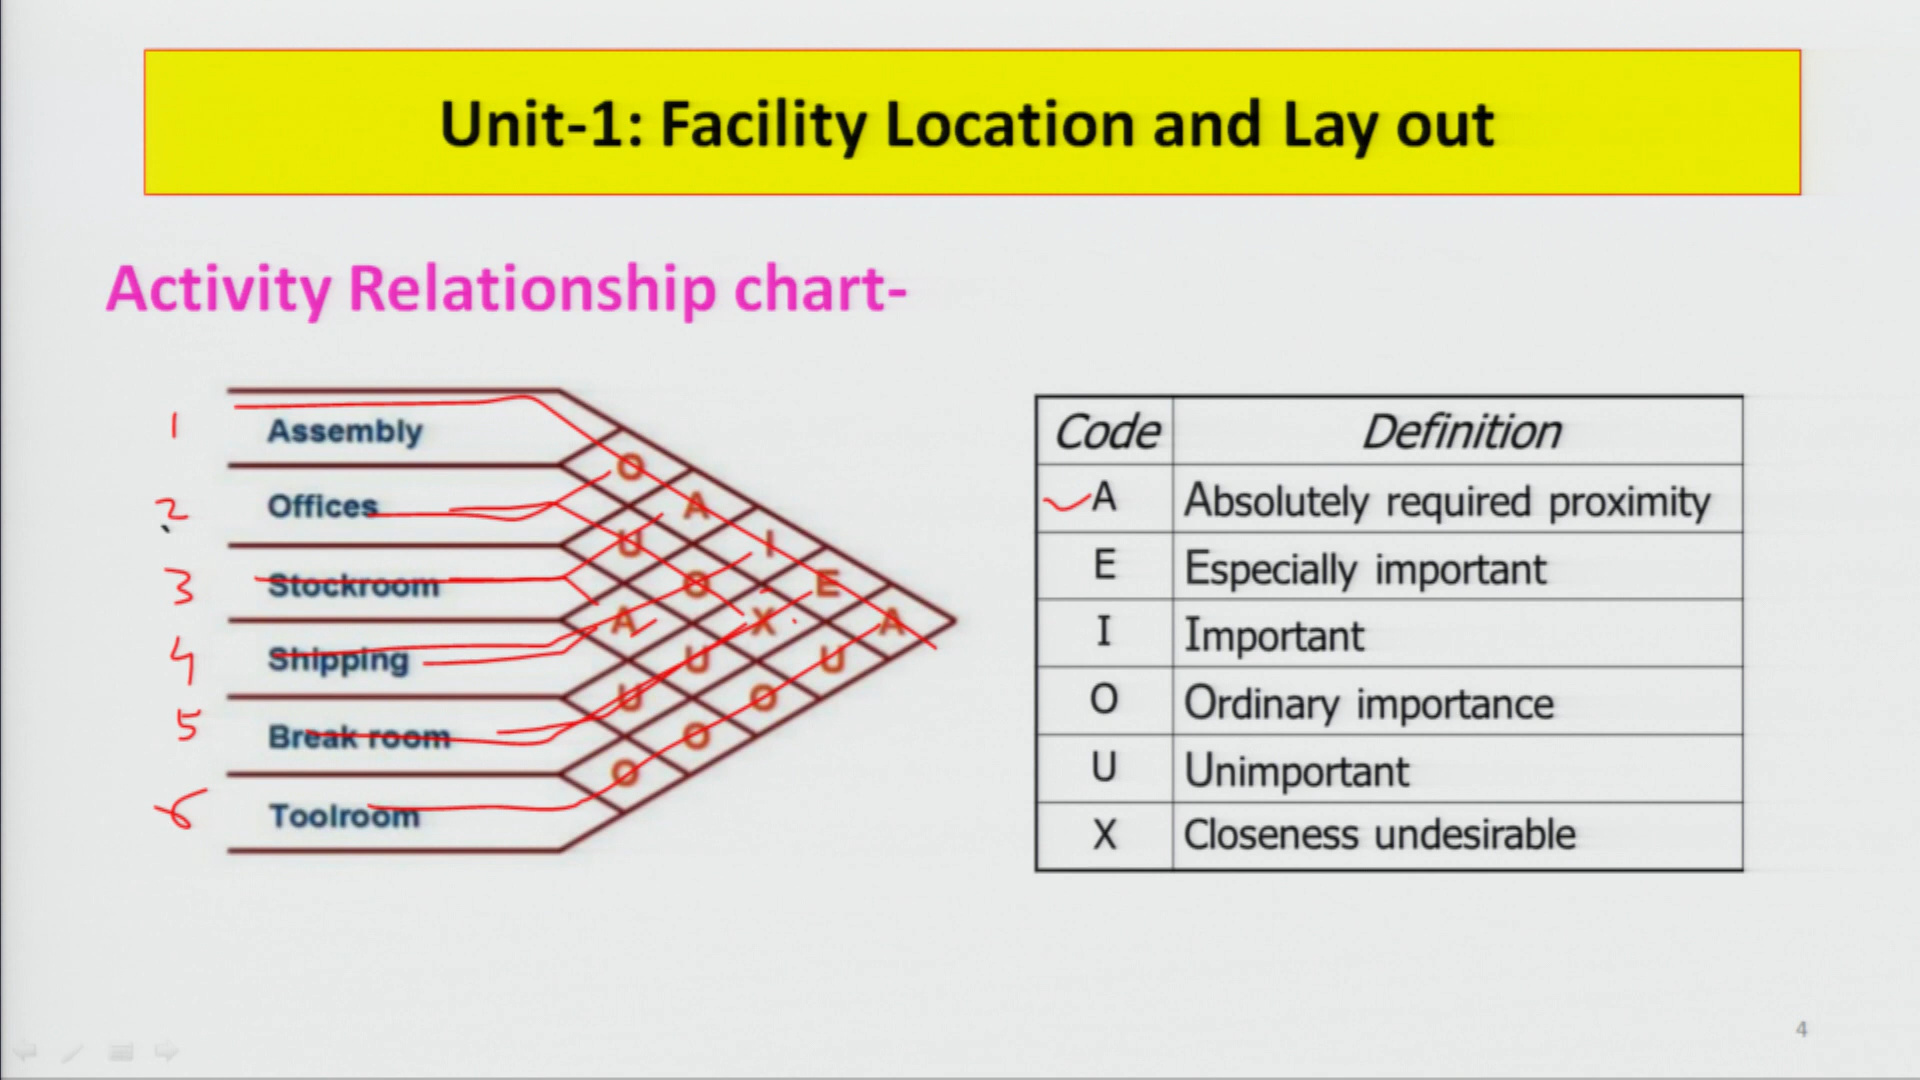 Unit-1: Facility Location and Lay out
Activity Relationship chart-
1 Assembly
2 Offices
3 Stockroom
4 Shipping
5 Break room
6 Toolroom
O
A
U I
O E
A X A
U U
U O
O
O
Code Definition
A Absolutely required proximity
E Especially important
I Important
O Ordinary importance
U Unimportant
X Closeness undesirable
4